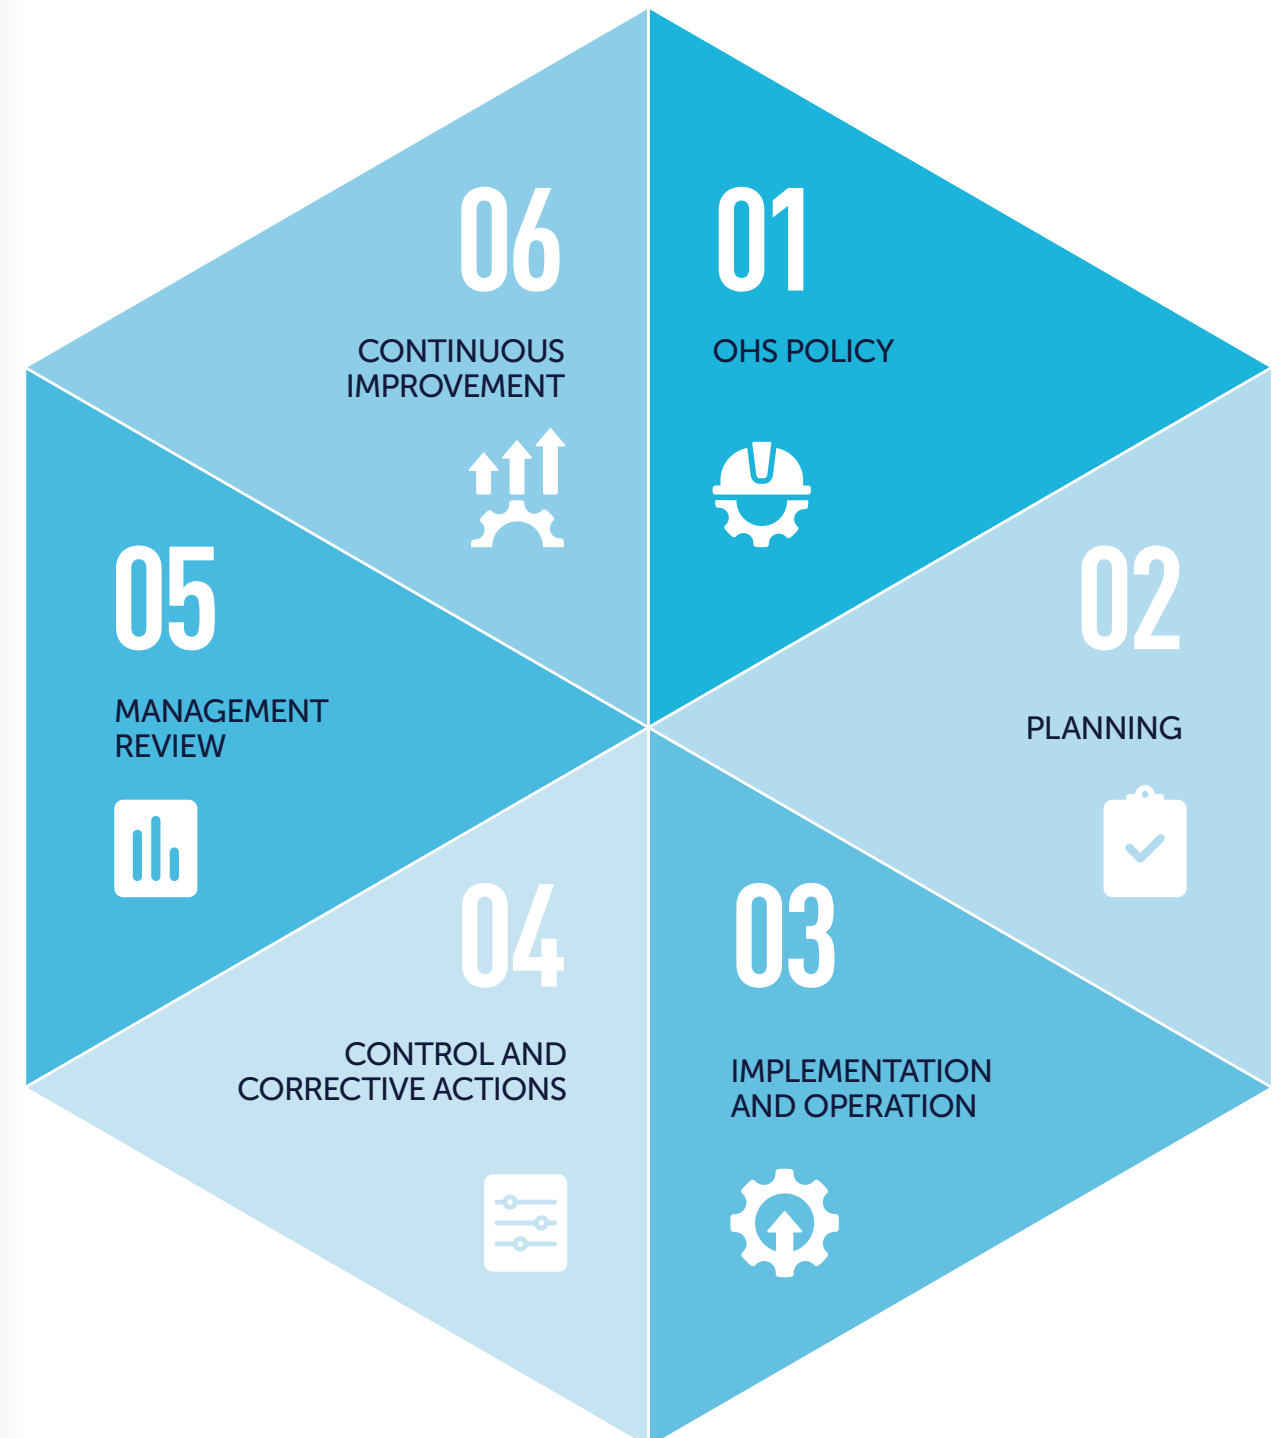 01
OHS POLICY
02
PLANNING
03
IMPLEMENTATION
AND OPERATION
04
CONTROL AND
CORRECTIVE ACTIONS
05
MANAGEMENT
REVIEW
06
CONTINUOUS
IMPROVEMENT